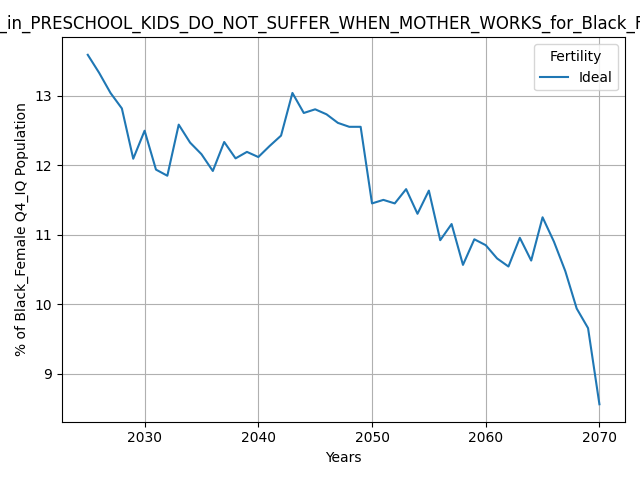 _in_PRESCHOOL_KIDS_DO_NOT_SUFFER_WHEN_MOTHER_WORKS_for_Black_F
Fertility
Ideal
% of Black_Female Q4_IQ Population
13
12
11
10
9
2030 2040 2050 2060 2070
Years